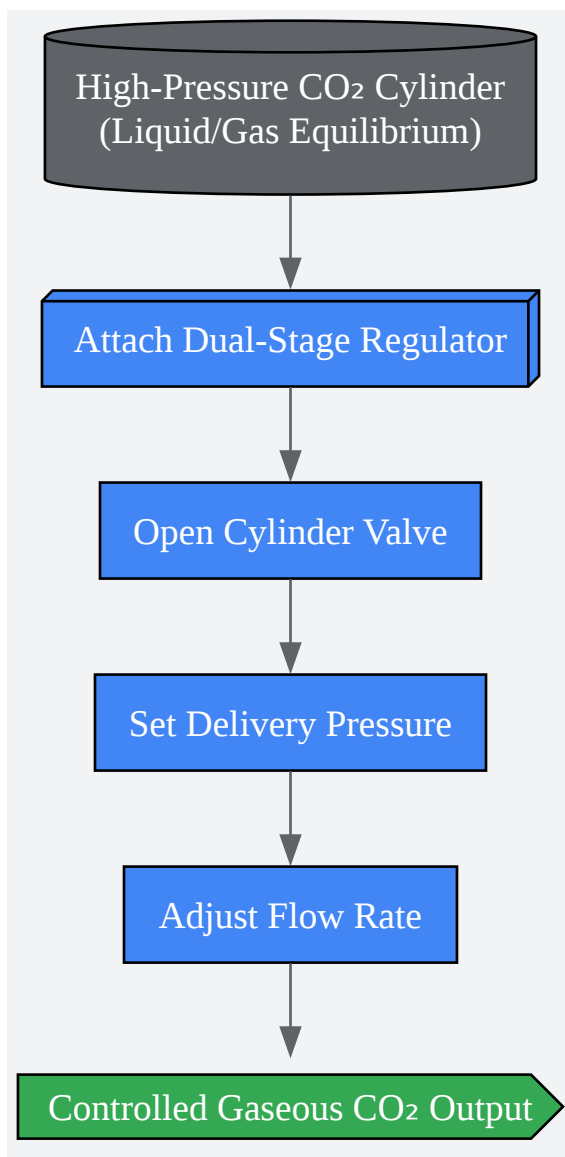 High-Pressure CO₂ Cylinder
(Liquid/Gas Equilibrium)
Attach Dual-Stage Regulator
Open Cylinder Valve
Set Delivery Pressure
Adjust Flow Rate
Controlled Gaseous CO₂ Output